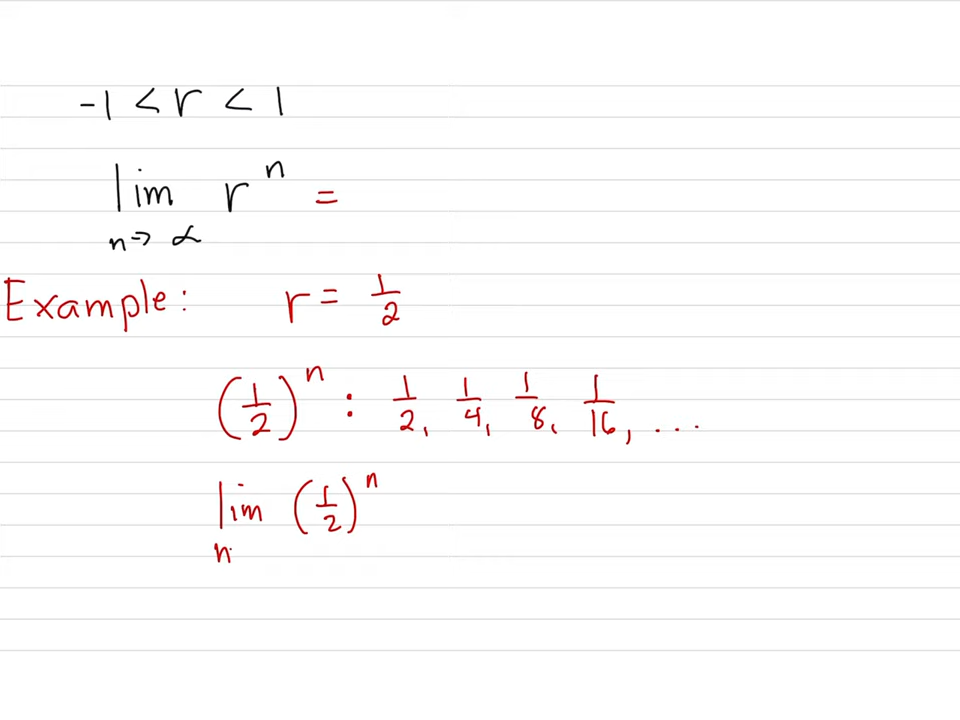 -1 < r < 1
lim r^n =
n→∞
Example: r = 1/2
(1/2)^n : 1/2, 1/4, 1/8, 1/16, ...
lim (1/2)^n
n